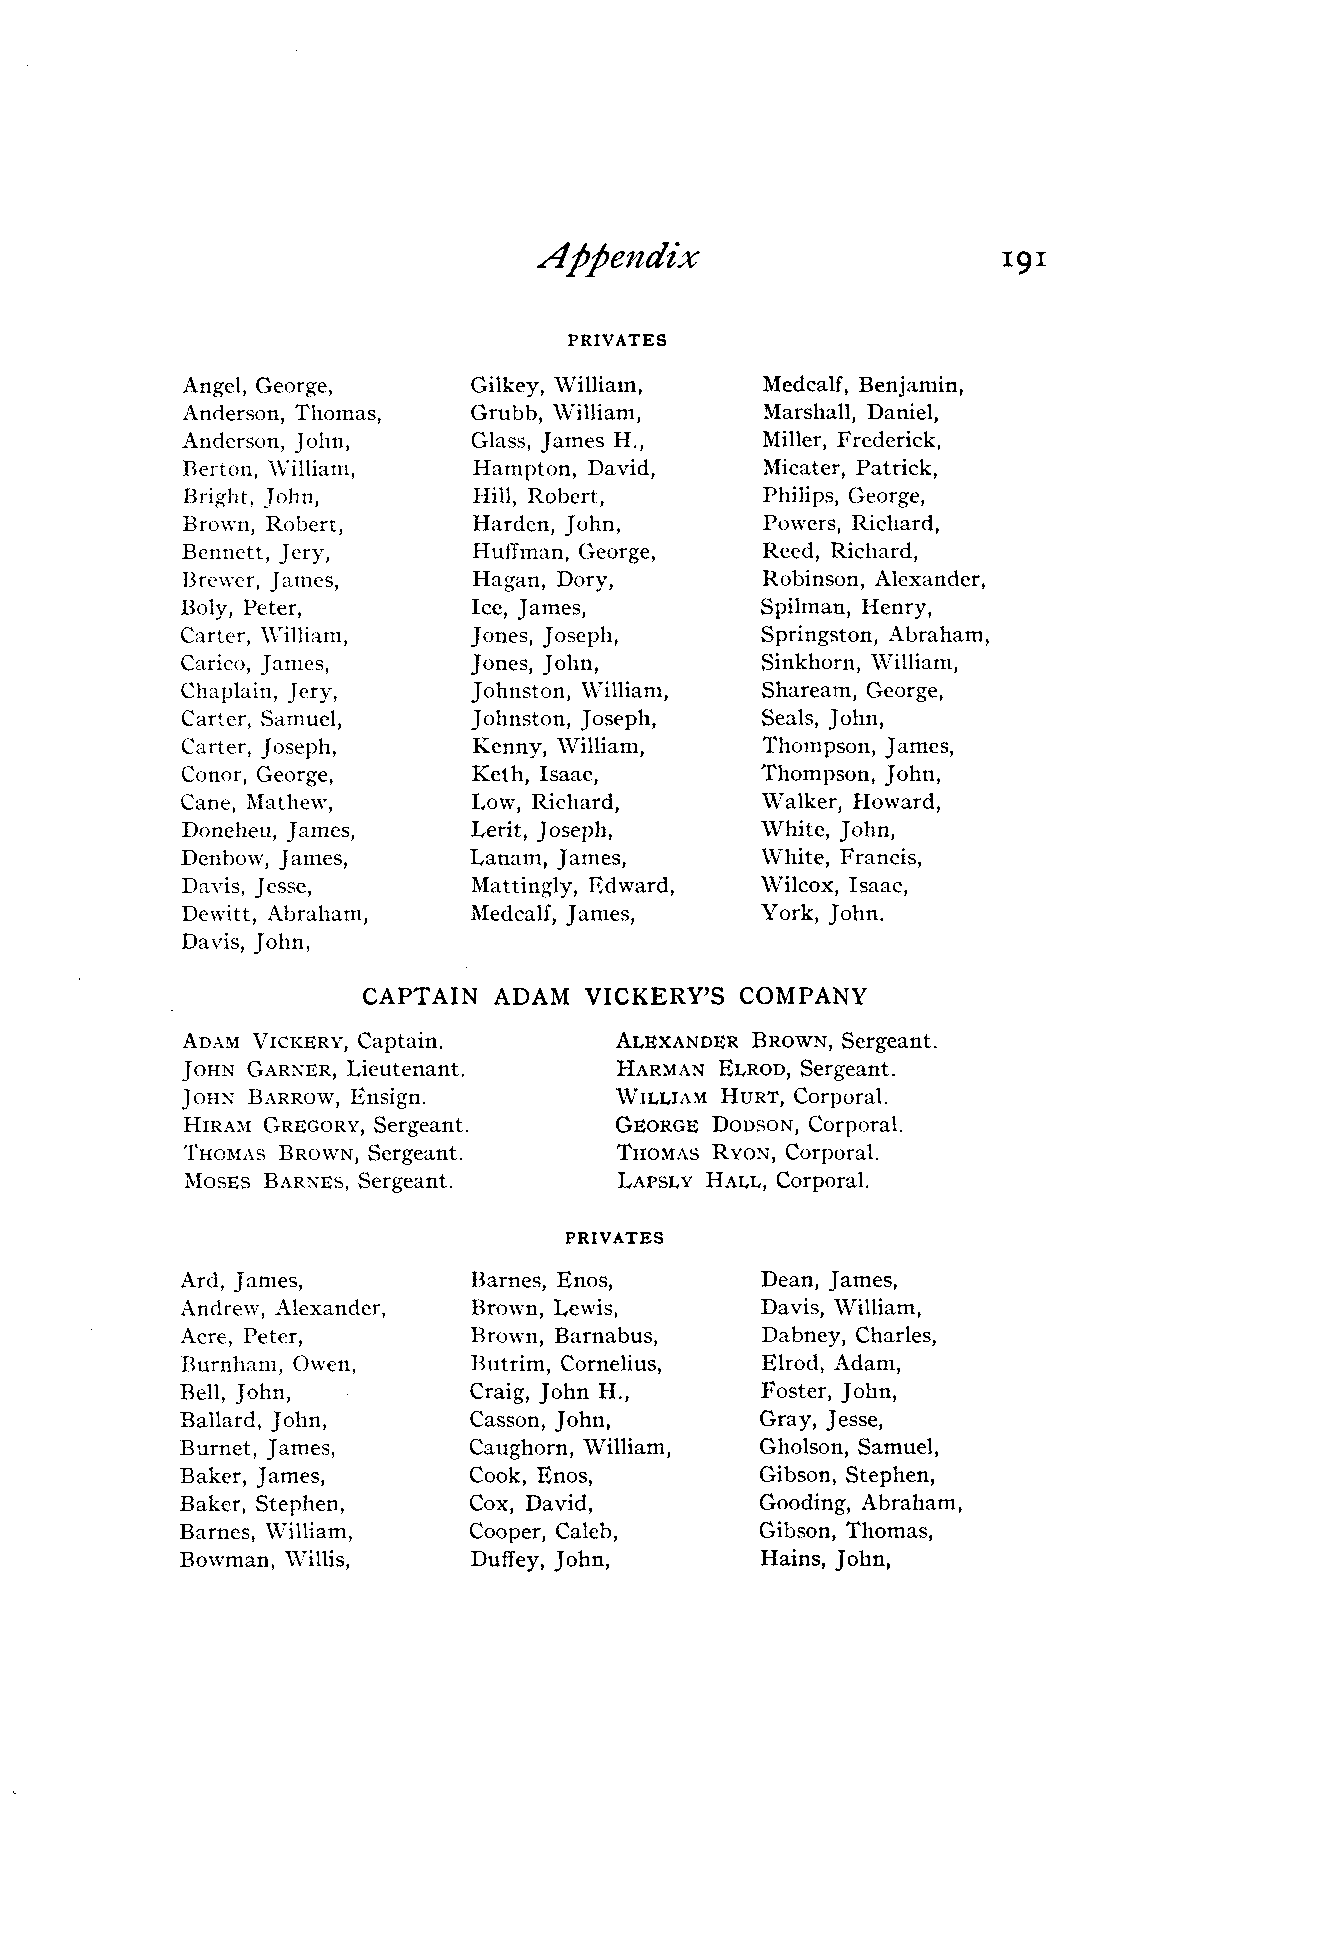 Appendix 191
PRIVATES
Angel, George,
Anderson, Thomas,
Anderson, John,
Berton, William,
Bright, John,
Brown, Robert,
Bennett, Jery,
Brewer, James,
Boly, Peter,
Carter, William,
Carico, James,
Chaplain, Jery,
Carter, Samuel,
Carter, Joseph,
Conor, George,
Cane, Mathew,
Doneheu, James,
Denbow, James,
Davis, Jesse,
Dewitt, Abraham,
Davis, John,
Gilkey, William,
Grubb, William,
Glass, James H.,
Hampton, David,
Hill, Robert,
Harden, John,
Huffman, George,
Hagan, Dory,
Ice, James,
Jones, Joseph,
Jones, John,
Johnston, William,
Johnston, Joseph,
Kenny, William,
Keth, Isaac,
Low, Richard,
Lerit, Joseph,
Lanam, James,
Mattingly, Edward,
Medcalf, James,
Medcalf, Benjamin,
Marshall, Daniel,
Miller, Frederick,
Micater, Patrick,
Philips, George,
Powers, Richard,
Reed, Richard,
Robinson, Alexander,
Spilman, Henry,
Springston, Abraham,
Sinkhorn, William,
Shareem, George,
Seals, John,
Thompson, James,
Thompson, John,
Walker, Howard,
White, John,
White, Francis,
Wilcox, Isaac,
York, John.
CAPTAIN ADAM VICKERY'S COMPANY
ADAM VICKERY, Captain.
JOHN GARNER, Lieutenant.
JOHN BARROW, Ensign.
HIRAM GREGORY, Sergeant.
THOMAS BROWN, Sergeant.
MOSES BARNES, Sergeant.
ALEXANDER BROWN, Sergeant.
HARMAN ELROD, Sergeant.
WILLIAM HURT, Corporal.
GEORGE DODSON, Corporal.
THOMAS RYON, Corporal.
LAPSLY HALL, Corporal.
PRIVATES
Ard, James,
Andrew, Alexander,
Acre, Peter,
Burnham, Owen,
Bell, John,
Ballard, John,
Burnet, James,
Baker, James,
Baker, Stephen,
Barnes, William,
Bowman, Willis,
Barnes, Enos,
Brown, Lewis,
Brown, Barnabus,
Butrim, Cornelius,
Craig, John H.,
Casson, John,
Caughorn, William,
Cook, Enos,
Cox, David,
Cooper, Caleb,
Duffey, John,
Dean, James,
Davis, William,
Dabney, Charles,
Elrod, Adam,
Foster, John,
Gray, Jesse,
Gholson, Samuel,
Gibson, Stephen,
Gooding, Abraham,
Gibson, Thomas,
Hains, John,